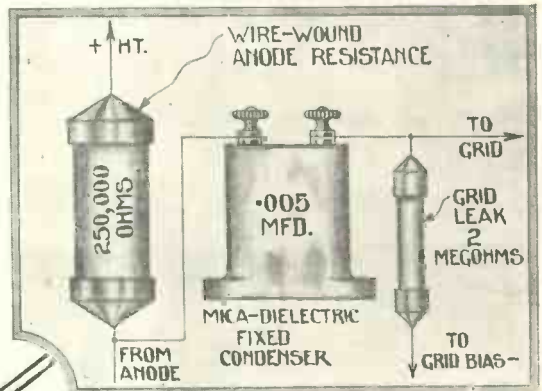 + HT.
WIRE-WOUND
ANODE RESISTANCE
250,000
OHMS
·005
MFD.
MICA-DIELECTRIC
FIXED
CONDENSER
FROM
ANODE
TO
GRID
GRID
LEAK
2
MEGOHMS
TO
GRID BIAS–